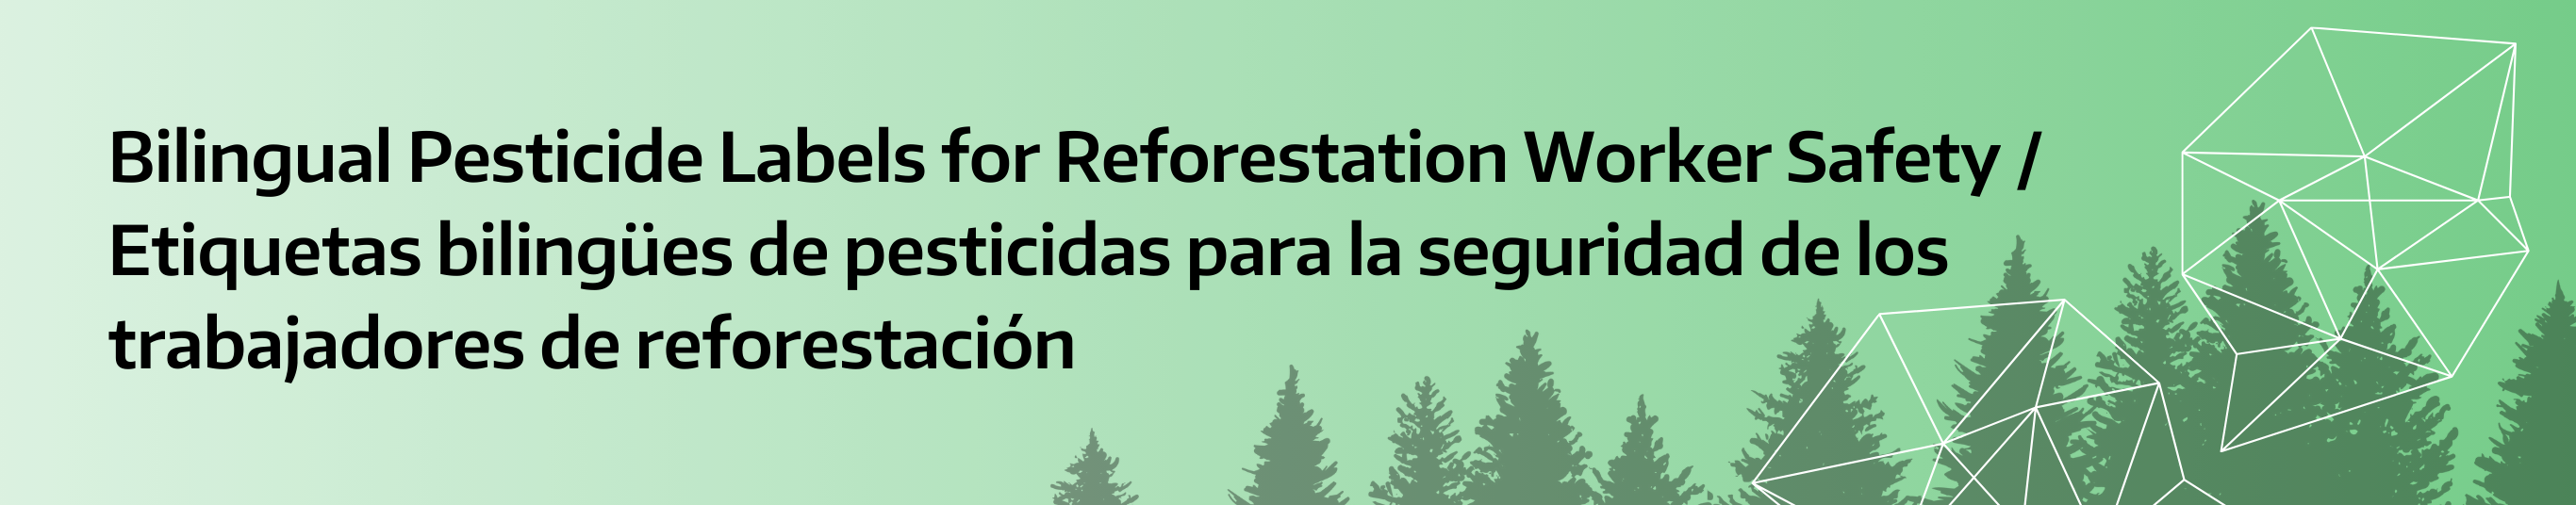 Bilingual Pesticide Labels for Reforestation Worker Safety /
Etiquetas bilingües de pesticidas para la seguridad de los
trabajadores de reforestación